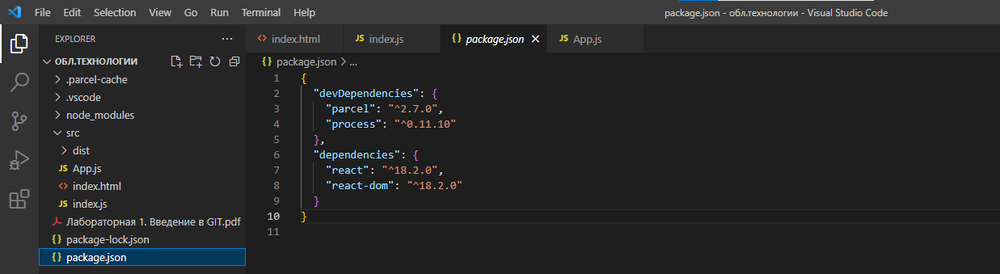 File Edit Selection View Go Run Terminal Help package.json - обл.технологии - Visual Studio Code
EXPLORER ...
ОБЛ.ТЕХНОЛОГИИ
.parcel-cache
.vscode
node_modules
src
dist
JS App.js
<> index.html
JS index.js
Лабораторная 1. Введение в GIT.pdf
{} package-lock.json
{} package.json
<> index.html JS index.js {} package.json × JS App.js
{} package.json > ...
1 {
2 "devDependencies": {
3 "parcel": "^2.7.0",
4 "process": "^0.11.10"
5 },
6 "dependencies": {
7 "react": "^18.2.0",
8 "react-dom": "^18.2.0"
9 }
10 }
11